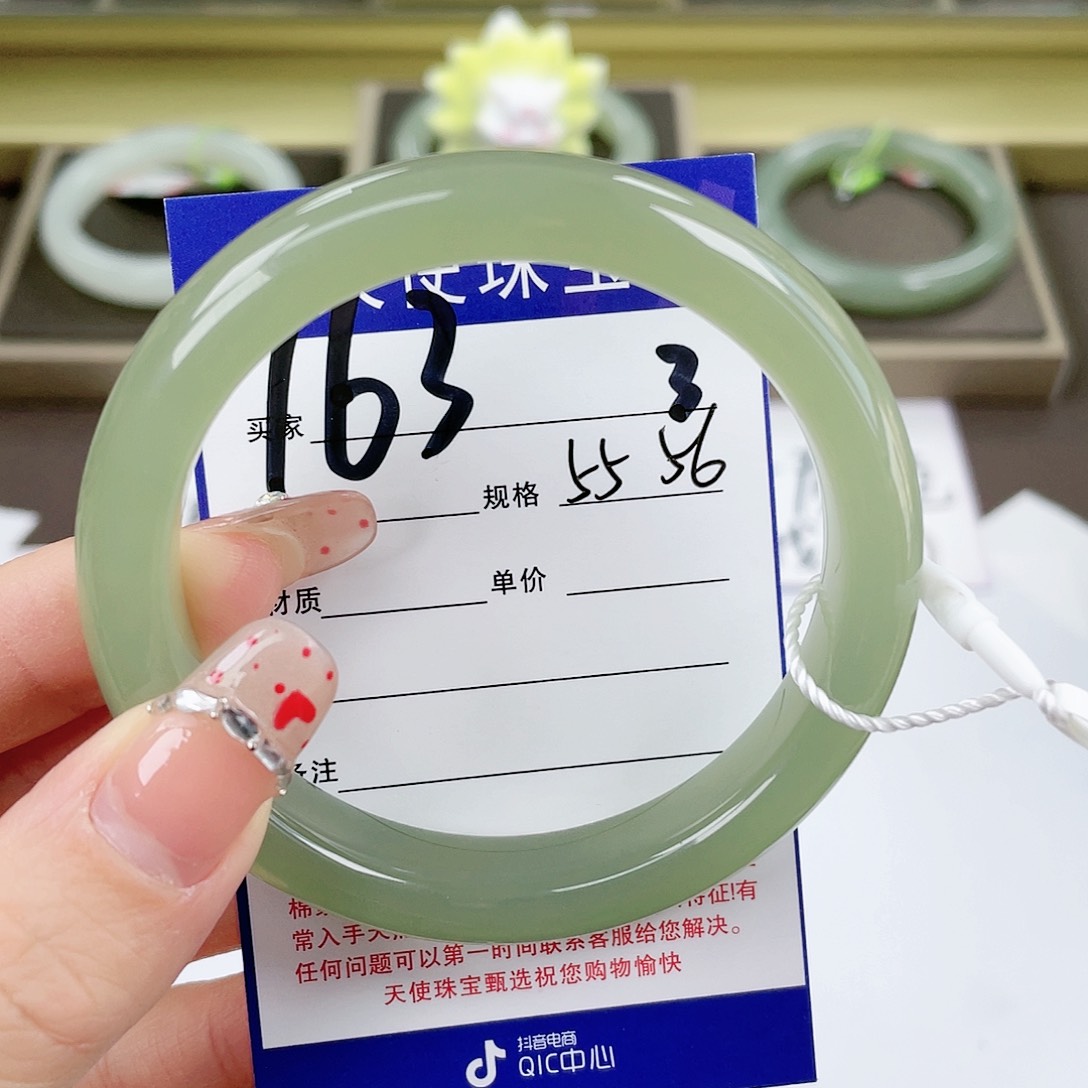 天使珠宝
163
3
买家
规格 55 56
材质 单价
备注
特征!有
任何问题可以第一时间联系客服给您解决。
天使珠宝甄选祝您购物愉快
抖音电商
QIC中心